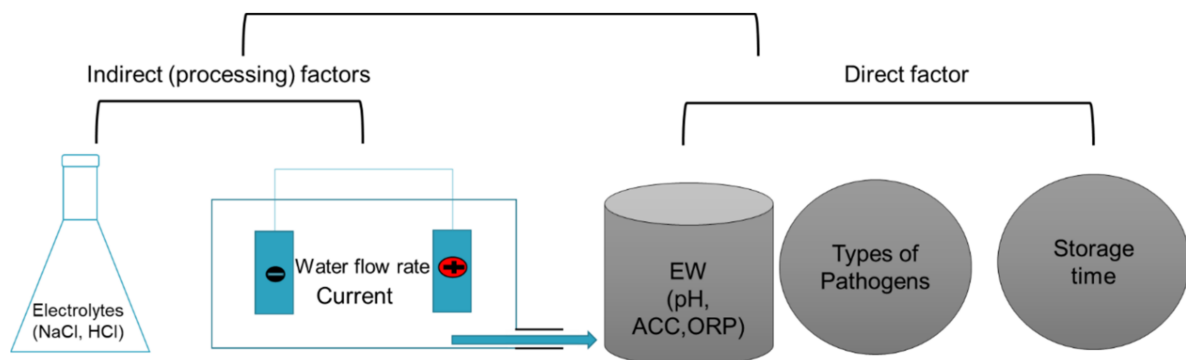 Indirect (processing) factors
Direct factor
Electrolytes
(NaCl, HCl)
−
Water flow rate
+
Current
EW
(pH,
ACC,ORP)
Types of
Pathogens
Storage
time